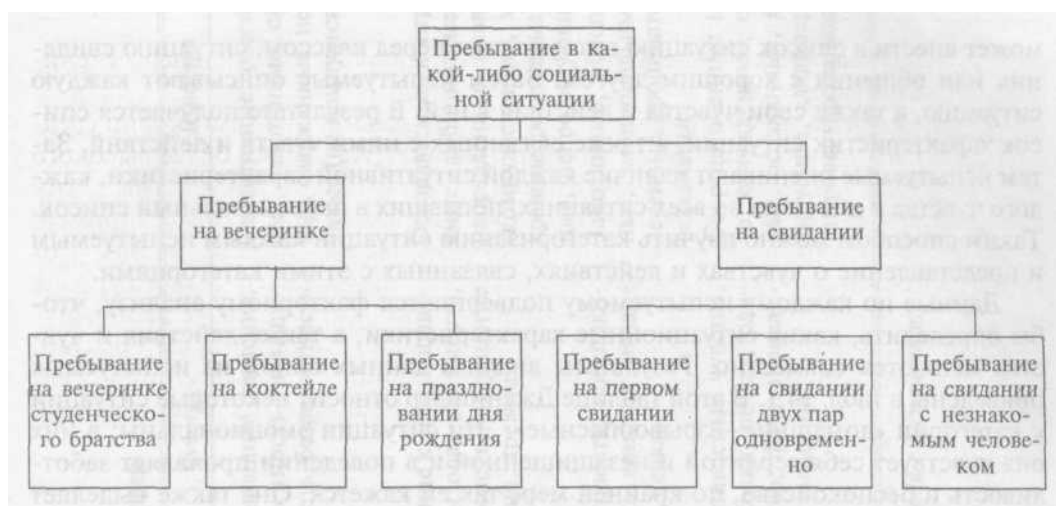 Пребывание в ка-
кой-либо социаль-
ной ситуации
Пребывание
на вечеринке
Пребывание
на свидании
Пребывание
на вечеринке
студенческо-
го братства
Пребывание
на коктейле
Пребывание
на праздно-
вании дня
рождения
Пребывание
на первом
свидании
Пребывание
на свидании
двух пар
одновремен-
но
Пребывание
на свидании
с незнако-
мым челове-
ком